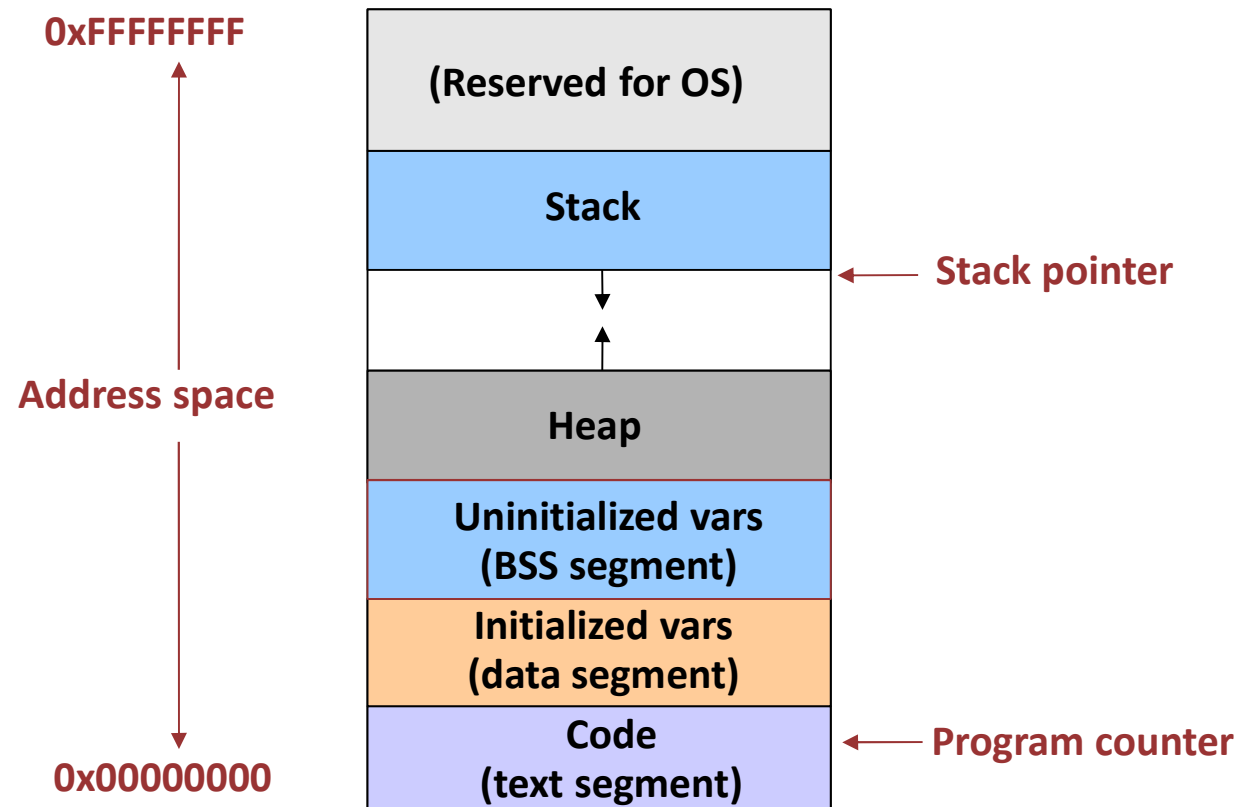 0xFFFFFFFF
(Reserved for OS)
Stack
Stack pointer
Address space
Heap
Uninitialized vars
(BSS segment)
Initialized vars
(data segment)
Code
(text segment)
Program counter
0x00000000